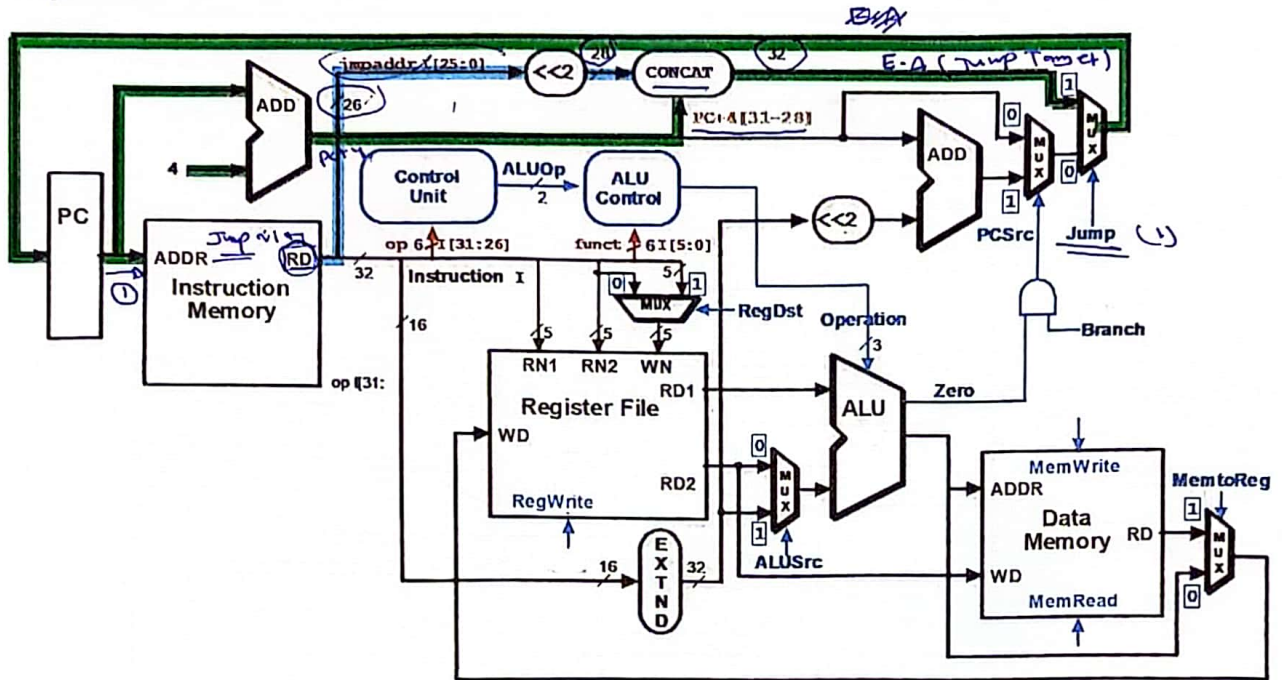 E.A
jmpaddr I[25:0]
<<2
28
CONCAT
32
E.A (Jump Target)
1
26
ADD
PC+4[31-28]
0
MUX
MUX
PC+4
4
Control Unit
ALUOp
2
ALU Control
ADD
0
1
PC
<<2
PCSrc
Jump
(1)
ADDR
RD
32
op 6 I[31:26]
funct 6 I[5:0]
Instruction I
5
1
Instruction Memory
0
MUX
1
RegDst
16
5
5
5
Operation
3
Branch
op I[31:
RN1
RN2
WN
RD1
Register File
ALU
Zero
WD
0
MUX
MemWrite
MemtoReg
RD2
ADDR
1
RegWrite
Data Memory
RD
MUX
1
ALUSrc
EXTND
16
32
WD
0
MemRead